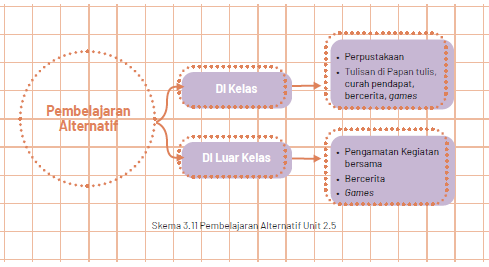 Pembelajaran
Alternatif
DI Kelas
• Perpustakaan
• Tulisan di Papan tulis,
curah pendapat,
bercerita, games
DI Luar Kelas
• Pengamatan Kegiatan
bersama
• Bercerita
• Games
Skema 3.11 Pembelajaran Alternatif Unit 2.5